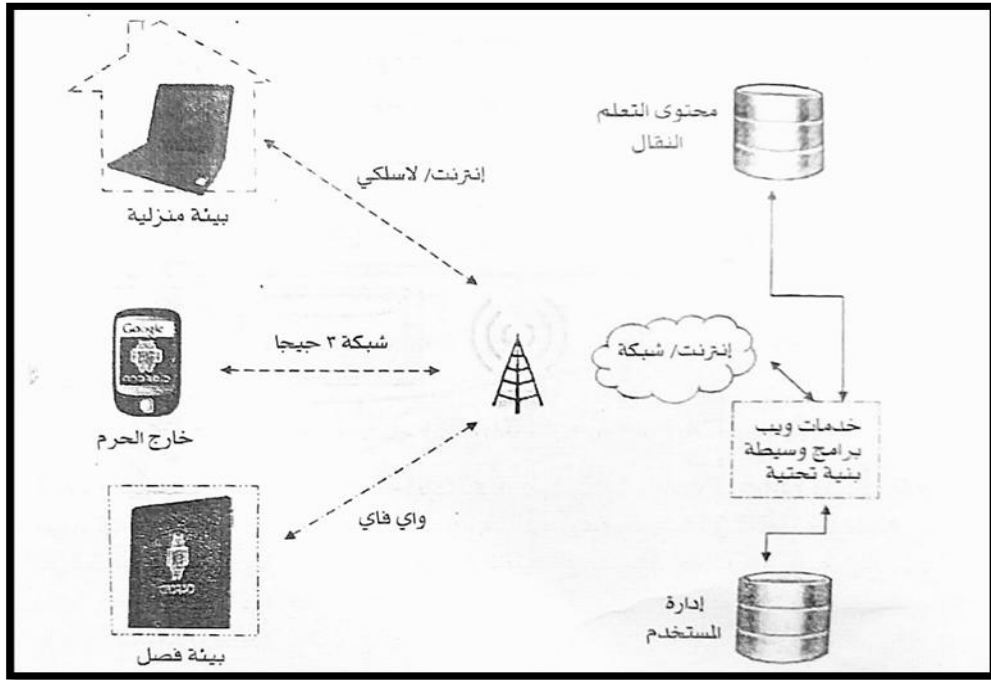 محتوى التعلم
النقال
إنترنت/ لاسلكي
بيئة منزلية
Google
شبكة ٣ جيجا
إنترنت/ شبكة
خارج الحرم
خدمات ويب
برامج وسيطة
بنية تحتية
واي فاي
إدارة
المستخدم
بيئة فصل